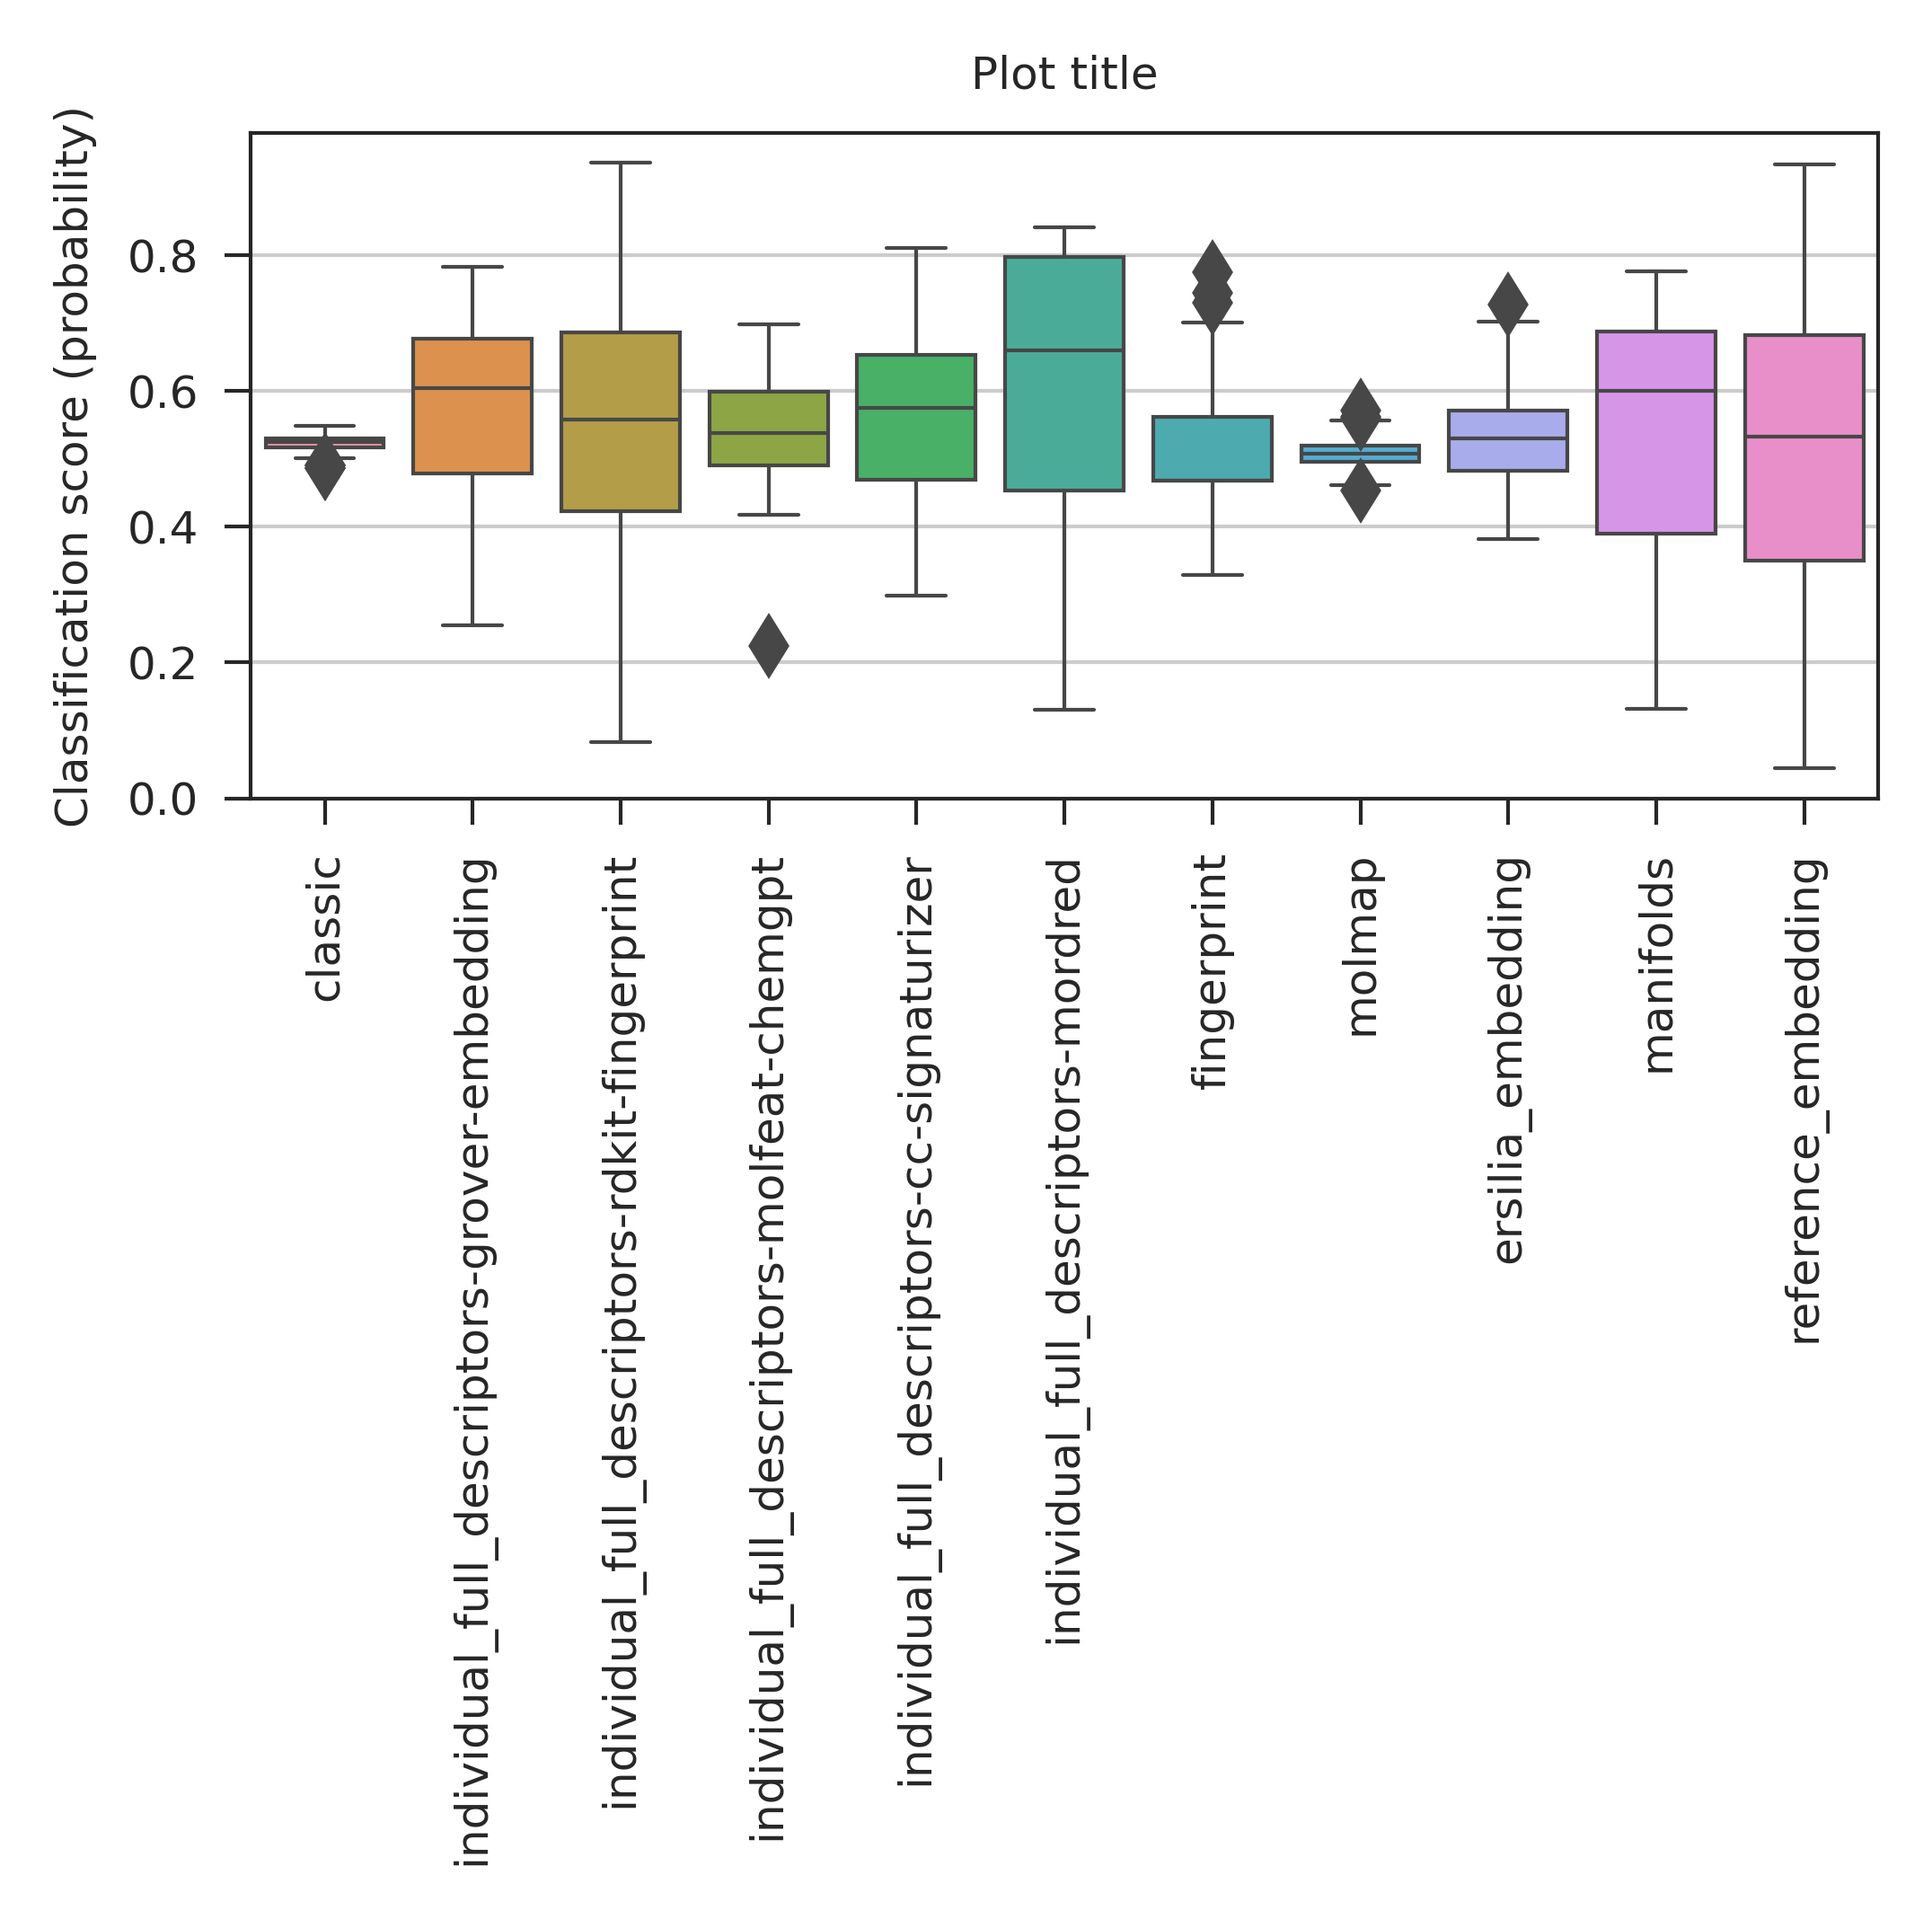 Plot title
Classification score (probability)
0.8
0.6
0.4
0.2
0.0
classic
individual_full_descriptors-grover-embedding
individual_full_descriptors-rdkit-fingerprint
individual_full_descriptors-molfeat-chemgpt
individual_full_descriptors-cc-signaturizer
individual_full_descriptors-mordred
fingerprint
molmap
ersilia_embedding
manifolds
reference_embedding